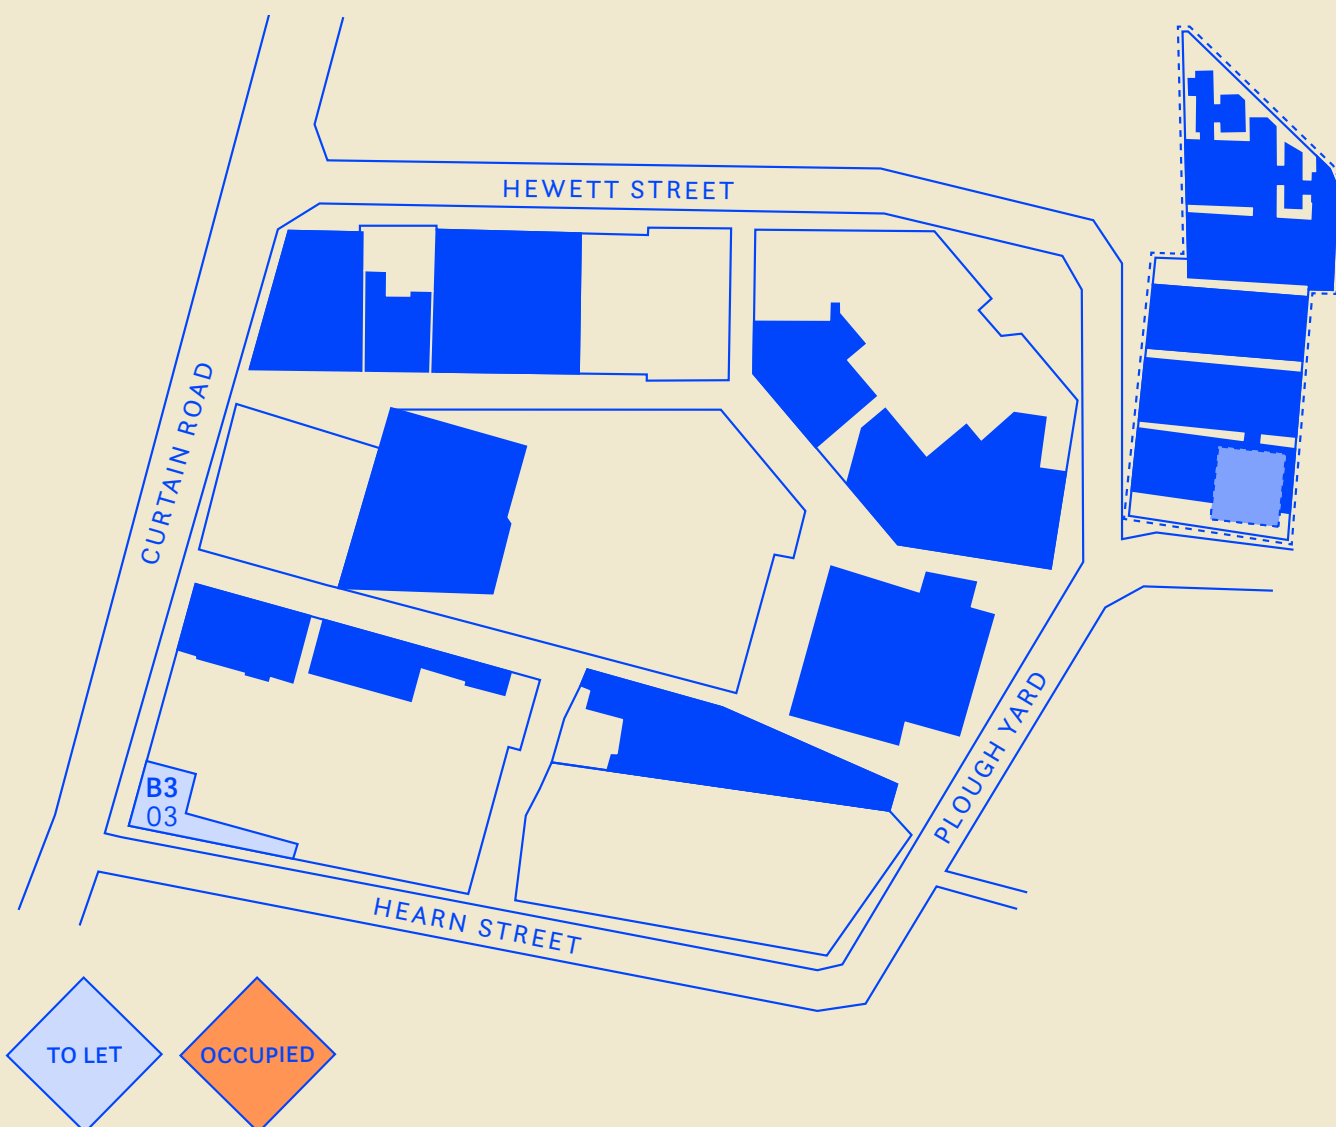 HEWETT STREET
CURTAIN ROAD
PLOUGH YARD
B3
03
HEARN STREET
TO LET
OCCUPIED